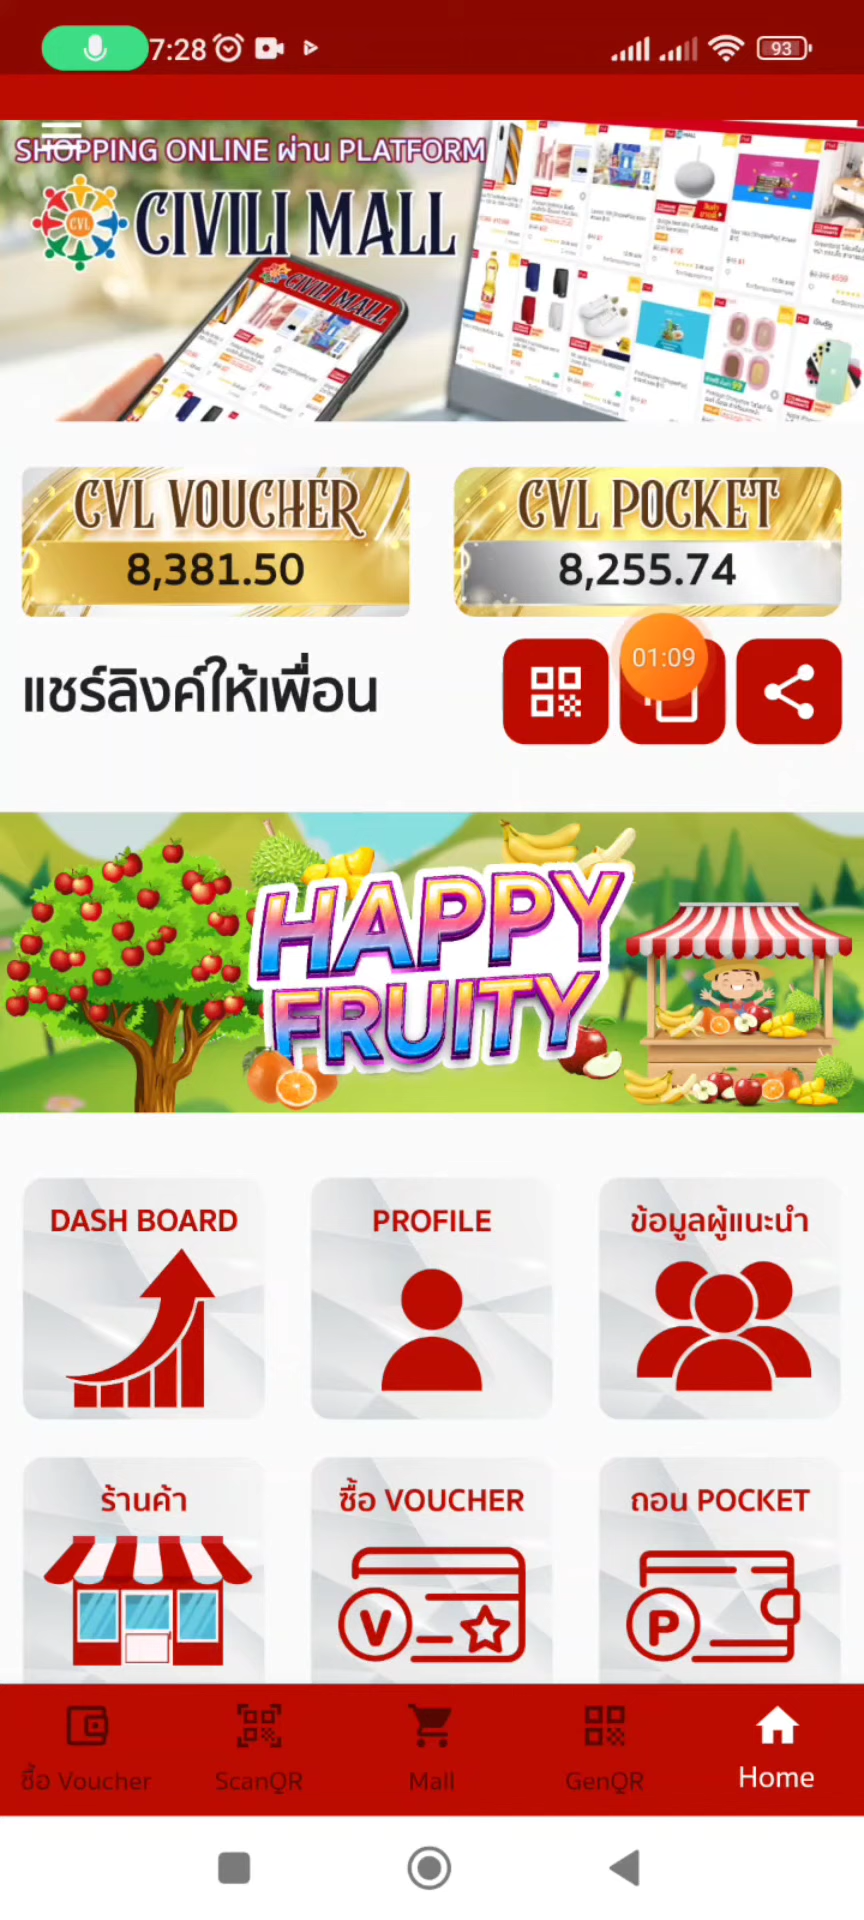 7:28
93
SHOPPING ONLINE ผ่าน PLATFORM
CVL
CIVILI MALL
CIVILI MALL
CVL VOUCHER
8,381.50
CVL POCKET
8,255.74
แชร์ลิงค์ให้เพื่อน
01:09
HAPPY
FRUITY
DASH BOARD
PROFILE
ข้อมูลผู้แนะนำ
ร้านค้า
ซื้อ VOUCHER
ถอน POCKET
V
P
ซื้อ Voucher
ScanQR
Mall
GenQR
Home